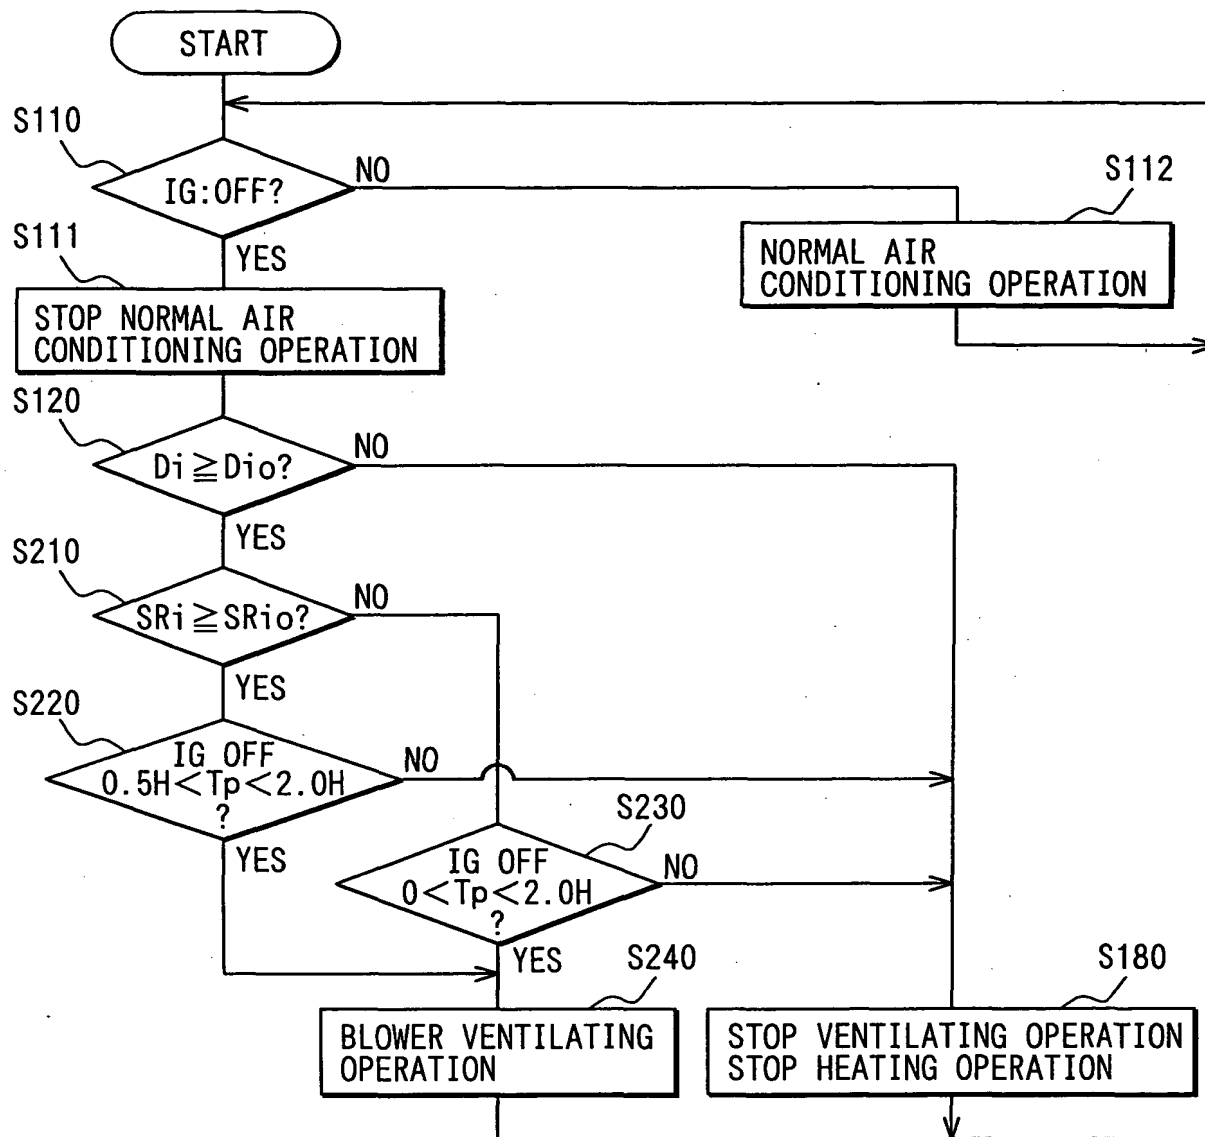 START
S110
IG:OFF?
NO
YES
S112
NORMAL AIR
CONDITIONING OPERATION
S111
STOP NORMAL AIR
CONDITIONING OPERATION
S120
Di≧Dio?
NO
YES
S210
SRi≧SRio?
NO
YES
S220
IG OFF
0.5H<Tp<2.0H
?
NO
YES
S230
IG OFF
0<Tp<2.0H
?
NO
YES
S240
BLOWER VENTILATING
OPERATION
S180
STOP VENTILATING OPERATION
STOP HEATING OPERATION